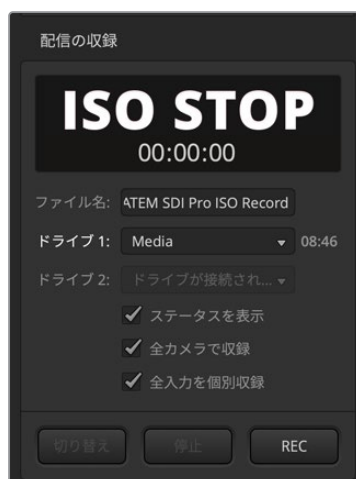 配信の収録
ISO STOP
00:00:00
ファイル名: ATEM SDI Pro ISO Record
ドライブ 1: Media 08:46
ドライブ 2: ドライブが接続され...
ステータスを表示
全カメラで収録
全入力を個別収録
切り替え 停止 REC